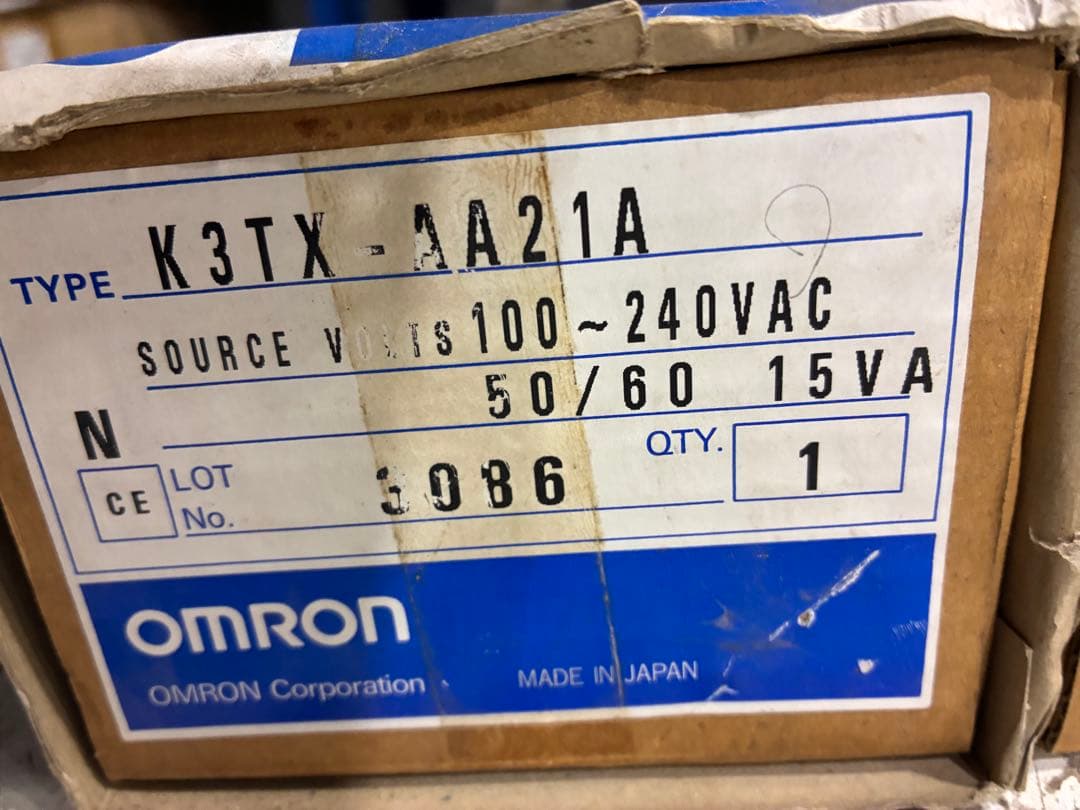 TYPE K3TX-AA21A
SOURCE VOLTS 100~240VAC
50/60 15VA
N
CE LOT No. 3086 QTY. 1
OMRON
OMRON Corporation MADE IN JAPAN